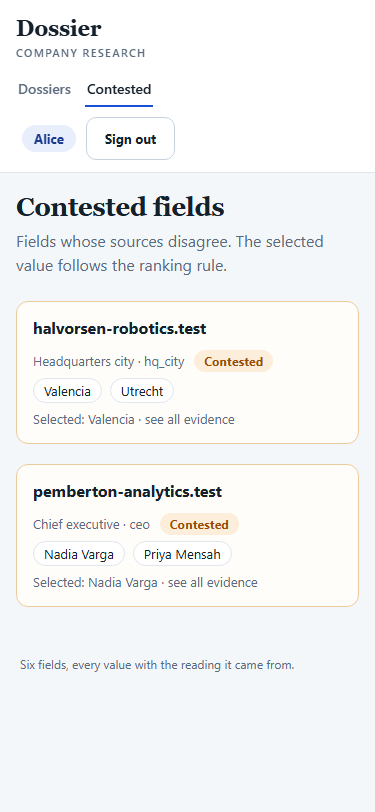 Dossier
COMPANY RESEARCH
Dossiers Contested
Alice Sign out
Contested fields
Fields whose sources disagree. The selected
value follows the ranking rule.
halvorsen-robotics.test
Headquarters city · hq_city Contested
Valencia Utrecht
Selected: Valencia · see all evidence
pemberton-analytics.test
Chief executive · ceo Contested
Nadia Varga Priya Mensah
Selected: Nadia Varga · see all evidence
Six fields, every value with the reading it came from.